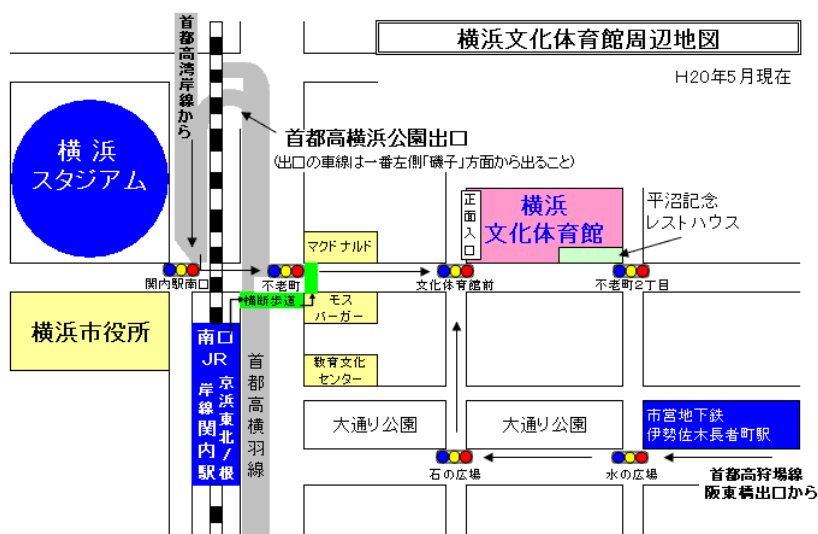 横浜文化体育館周辺地図
H20年5月現在
首都高湾岸線から
横浜
スタジアム
首都高横浜公園出口
(出口の車線は一番左側「磯子」方面から出ること)
正面入口
横浜
文化体育館
平沼記念
レストハウス
マクドナルド
関内駅南口
不老町
文化体育館前
不老町2丁目
横断歩道
モス
バーガー
横浜市役所
南口
JR
京浜東北/根
岸線関内駅
首都高横羽線
教育文化
センター
大通り公園
大通り公園
市営地下鉄
伊勢佐木長者町駅
石の広場
水の広場
首都高狩場線
阪東橋出口から